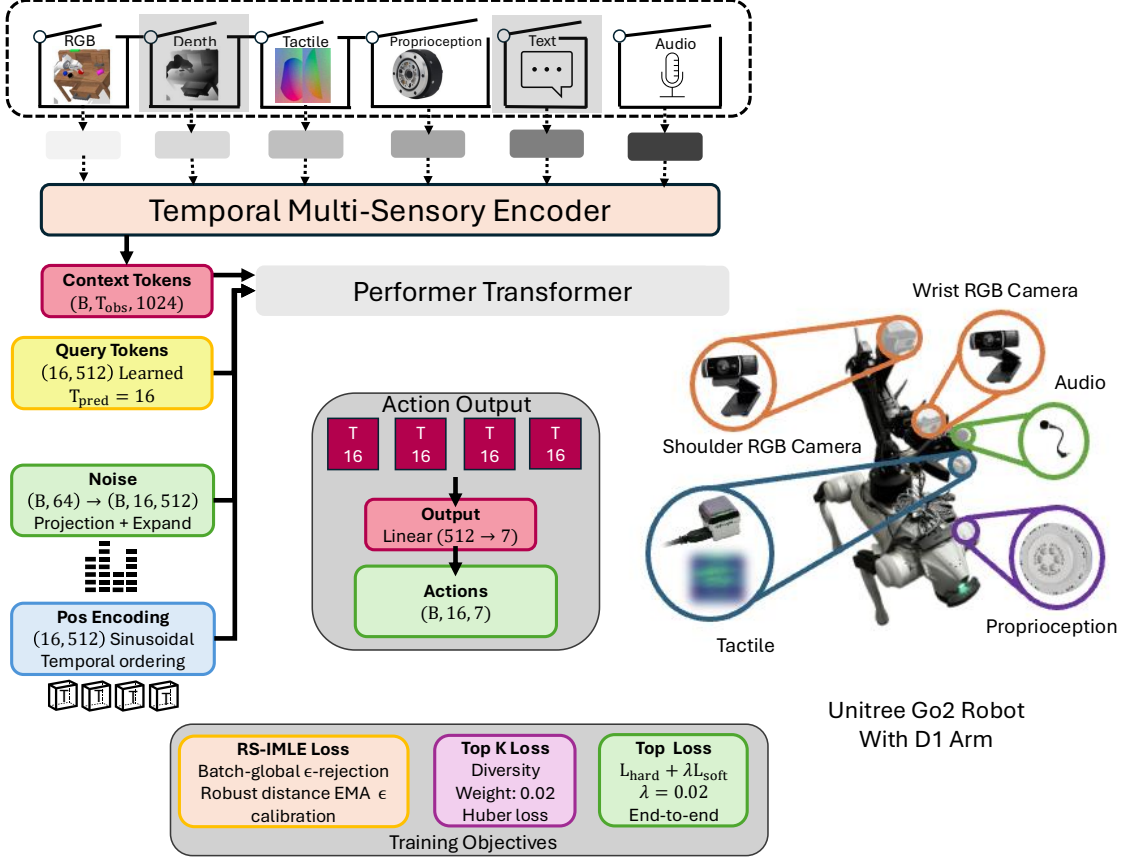 RGB
Depth
Tactile
Proprioception
Text
Audio
Temporal Multi-Sensory Encoder
Context Tokens
(B, T_obs, 1024)
Performer Transformer
Query Tokens
(16, 512) Learned
T_pred = 16
Noise
(B, 64) → (B, 16, 512)
Projection + Expand
Pos Encoding
(16, 512) Sinusoidal
Temporal ordering
T T T T
Action Output
T T T T
16 16 16 16
Output
Linear (512 → 7)
Actions
(B, 16, 7)
Wrist RGB Camera
Audio
Shoulder RGB Camera
Tactile
Proprioception
Unitree Go2 Robot
With D1 Arm
RS-IMLE Loss
Batch-global ϵ-rejection
Robust distance EMA ϵ
calibration
Top K Loss
Diversity
Weight: 0.02
Huber loss
Top Loss
L_hard + λL_soft
λ = 0.02
End-to-end
Training Objectives